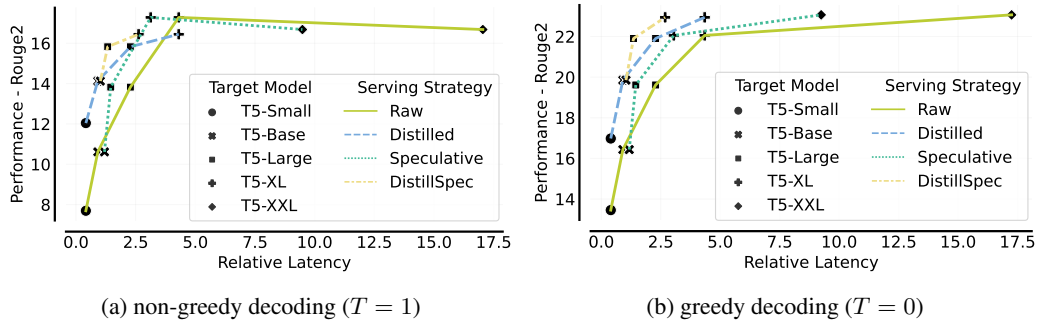 Performance - Rouge2
16
14
12
10
8
0.0 2.5 5.0 7.5 10.0 12.5 15.0 17.5
Relative Latency
Target Model
T5-Small
T5-Base
T5-Large
T5-XL
T5-XXL
Serving Strategy
Raw
Distilled
Speculative
DistillSpec
(a) non-greedy decoding (T = 1)
Performance - Rouge2
22
20
18
16
14
0.0 2.5 5.0 7.5 10.0 12.5 15.0 17.5
Relative Latency
Target Model
T5-Small
T5-Base
T5-Large
T5-XL
T5-XXL
Serving Strategy
Raw
Distilled
Speculative
DistillSpec
(b) greedy decoding (T = 0)